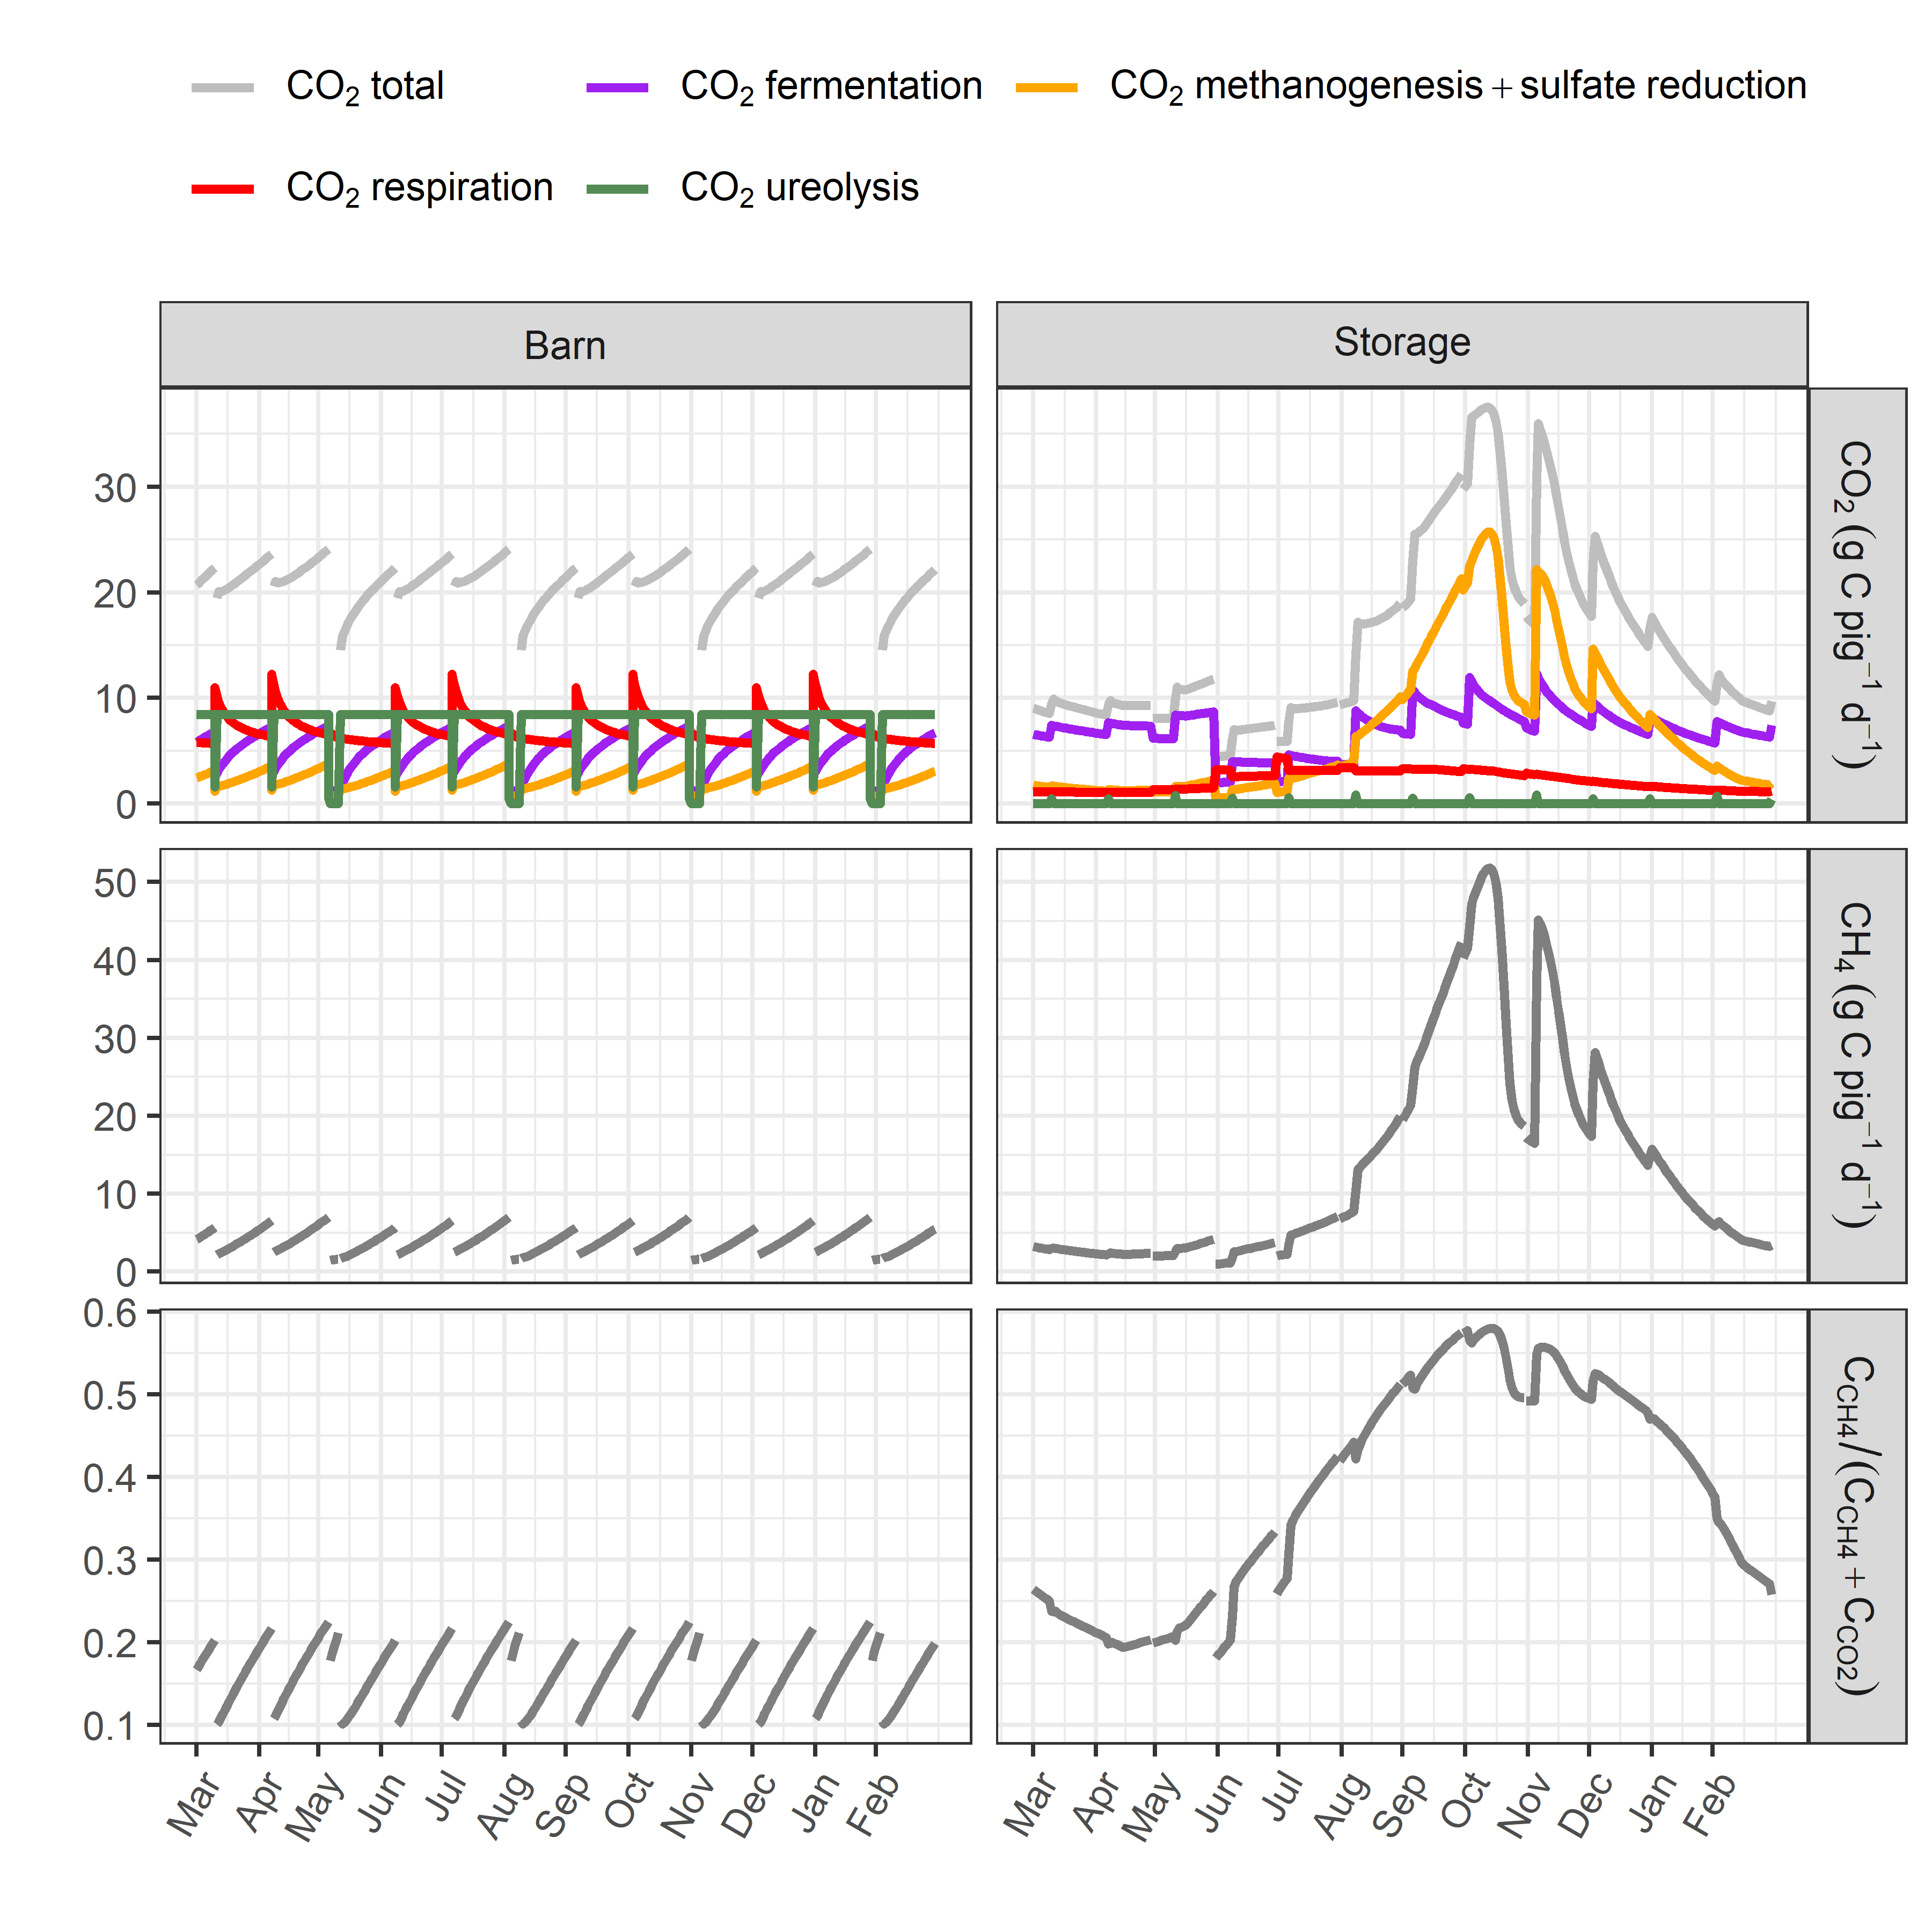 CO₂ total CO₂ fermentation CO₂ methanogenesis + sulfate reduction
CO₂ respiration CO₂ ureolysis
Barn Storage
30
20
10
0
CO₂ (g C pig⁻¹ d⁻¹)
50
40
30
20
10
0
CH₄ (g C pig⁻¹ d⁻¹)
0.6
0.5
0.4
0.3
0.2
0.1
C_CH4/(C_CH4 + C_CO2)
Mar Apr May Jun Jul Aug Sep Oct Nov Dec Jan Feb
Mar Apr May Jun Jul Aug Sep Oct Nov Dec Jan Feb